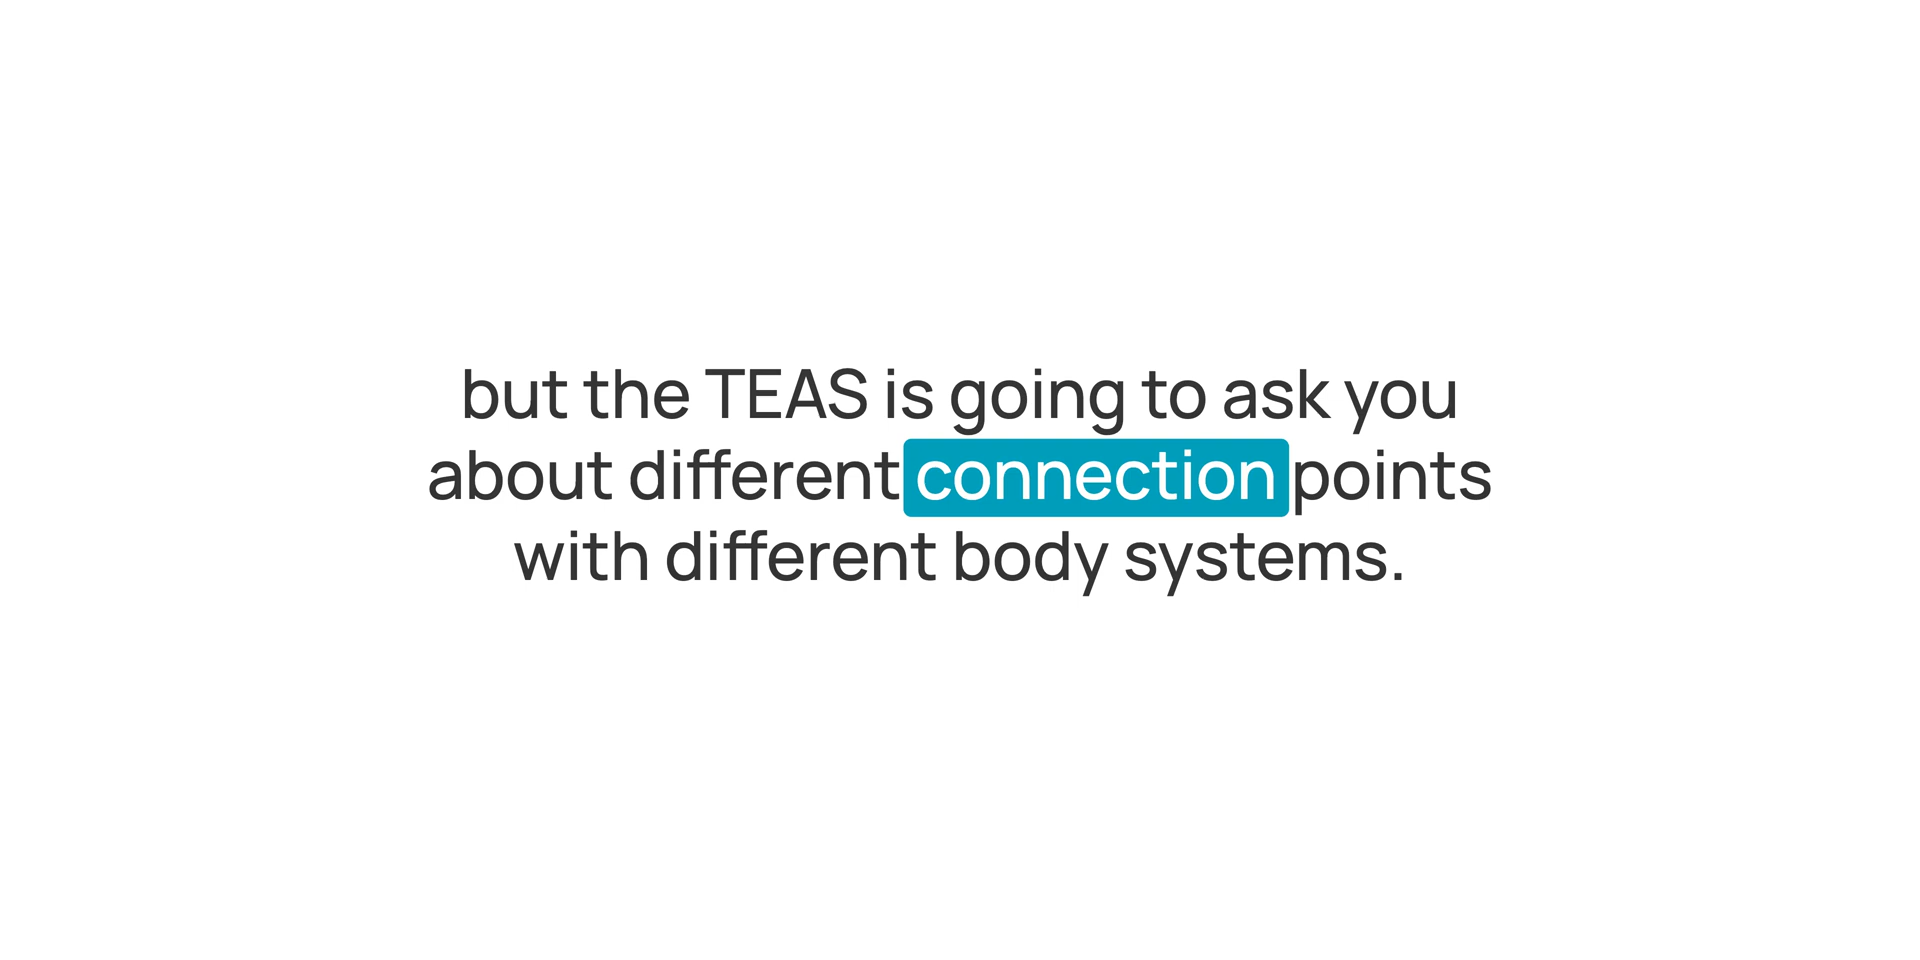 but the TEAS is going to ask you
about different connection points
with different body systems.